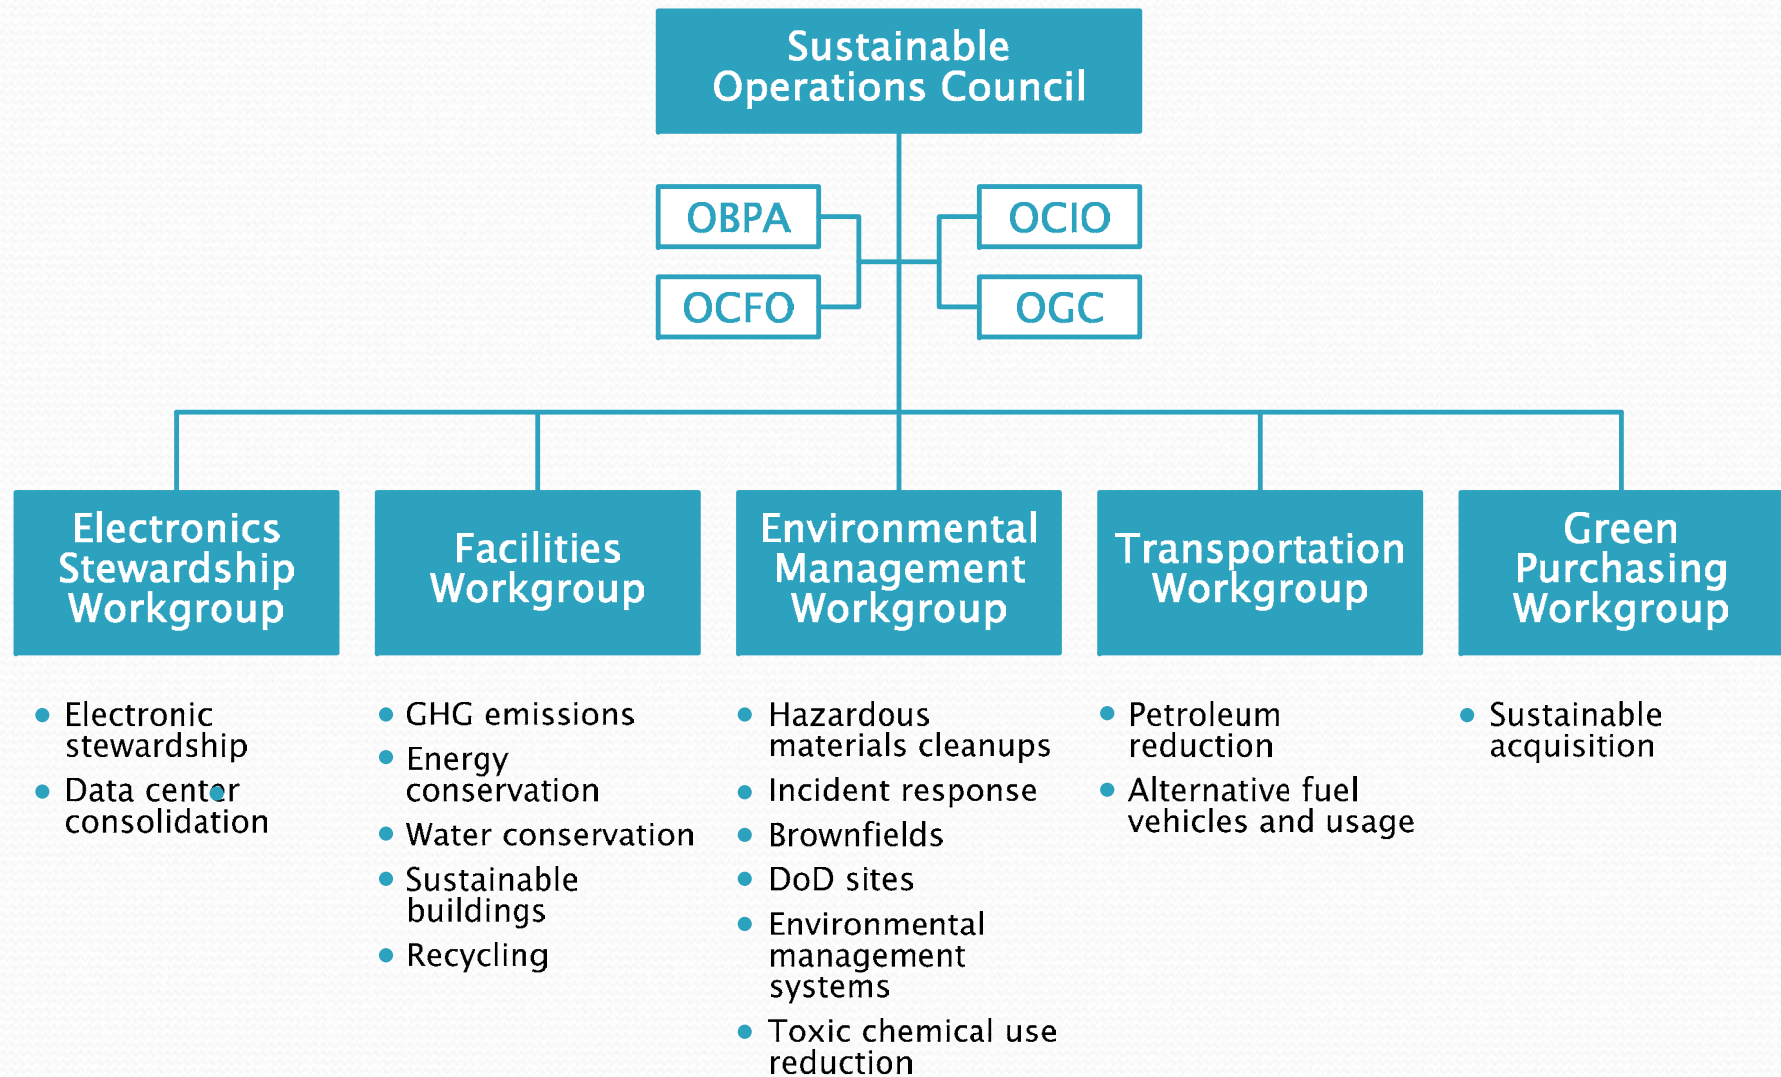 Sustainable
Operations Council
OBPA
OCIO
OCFO
OGC
Electronics
Stewardship
Workgroup
Facilities
Workgroup
Environmental
Management
Workgroup
Transportation
Workgroup
Green
Purchasing
Workgroup
Electronic
stewardship
Data center
consolidation
GHG emissions
Energy
conservation
Water conservation
Sustainable
buildings
Recycling
Hazardous
materials cleanups
Incident response
Brownfields
DoD sites
Environmental
management
systems
Toxic chemical use
reduction
Petroleum
reduction
Alternative fuel
vehicles and usage
Sustainable
acquisition